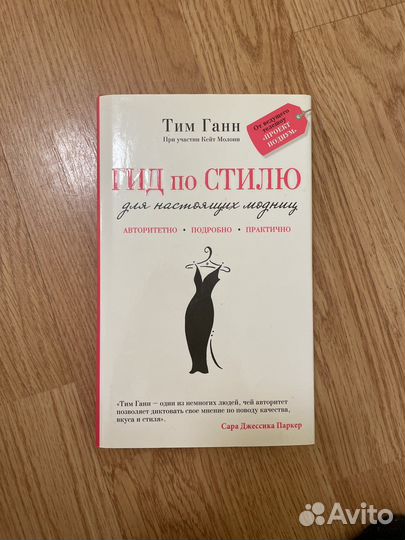 Тим Ганн
При участии Кейт Молони
От ведущего
телешоу
«ПРОЕКТ
ПОДИУМ»
ГИД по СТИЛЮ
для настоящих модниц
АВТОРИТЕТНО • ПОДРОБНО • ПРАКТИЧНО
«Тим Ганн — один из немногих людей, чей авторитет
позволяет диктовать свое мнение по поводу качества,
вкуса и стиля».
Сара Джессика Паркер
Avito